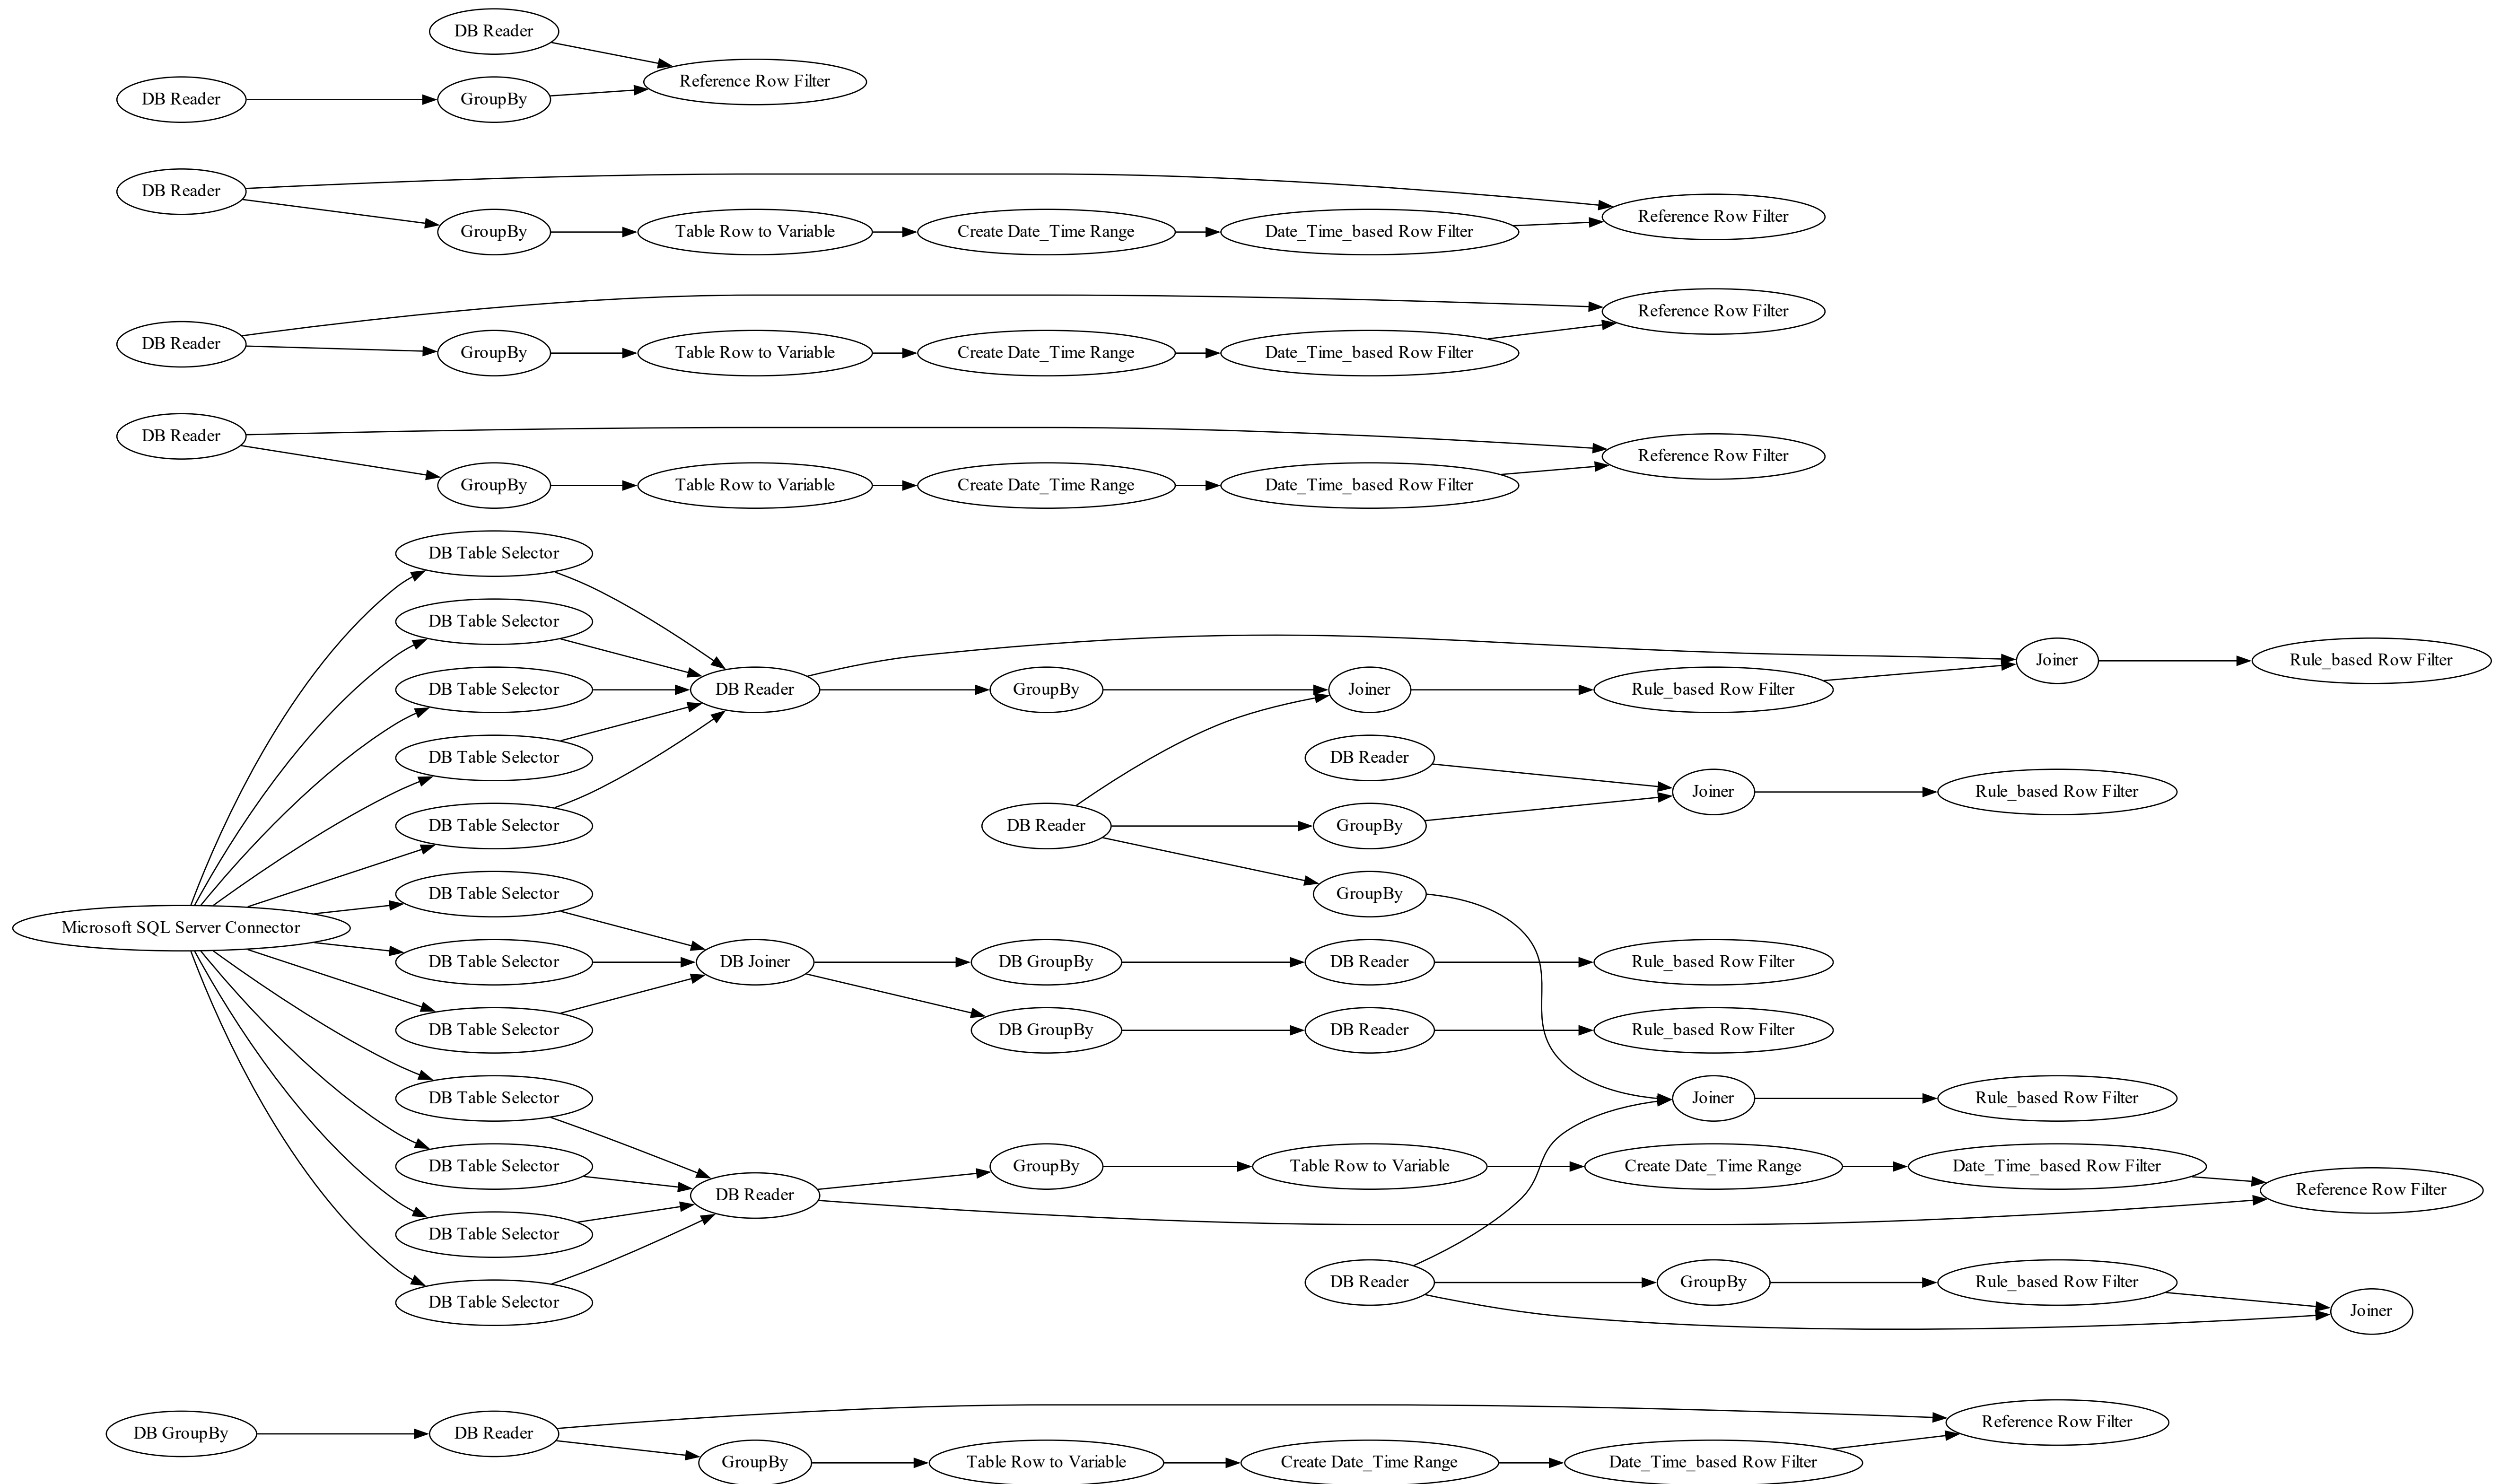 DB Reader
Reference Row Filter
DB Reader
GroupBy
DB Reader
Reference Row Filter
GroupBy
Table Row to Variable
Create Date_Time Range
Date_Time_based Row Filter
Reference Row Filter
DB Reader
GroupBy
Table Row to Variable
Create Date_Time Range
Date_Time_based Row Filter
DB Reader
Reference Row Filter
GroupBy
Table Row to Variable
Create Date_Time Range
Date_Time_based Row Filter
DB Table Selector
DB Table Selector
Joiner
Rule_based Row Filter
DB Table Selector
DB Reader
GroupBy
Joiner
Rule_based Row Filter
DB Table Selector
DB Reader
Joiner
Rule_based Row Filter
DB Table Selector
DB Reader
GroupBy
DB Table Selector
GroupBy
Microsoft SQL Server Connector
DB Table Selector
DB Joiner
DB GroupBy
DB Reader
Rule_based Row Filter
DB Table Selector
DB GroupBy
DB Reader
Rule_based Row Filter
DB Table Selector
Joiner
Rule_based Row Filter
DB Table Selector
GroupBy
Table Row to Variable
Create Date_Time Range
Date_Time_based Row Filter
DB Reader
Reference Row Filter
DB Table Selector
DB Reader
GroupBy
Rule_based Row Filter
DB Table Selector
Joiner
Reference Row Filter
DB GroupBy
DB Reader
GroupBy
Table Row to Variable
Create Date_Time Range
Date_Time_based Row Filter